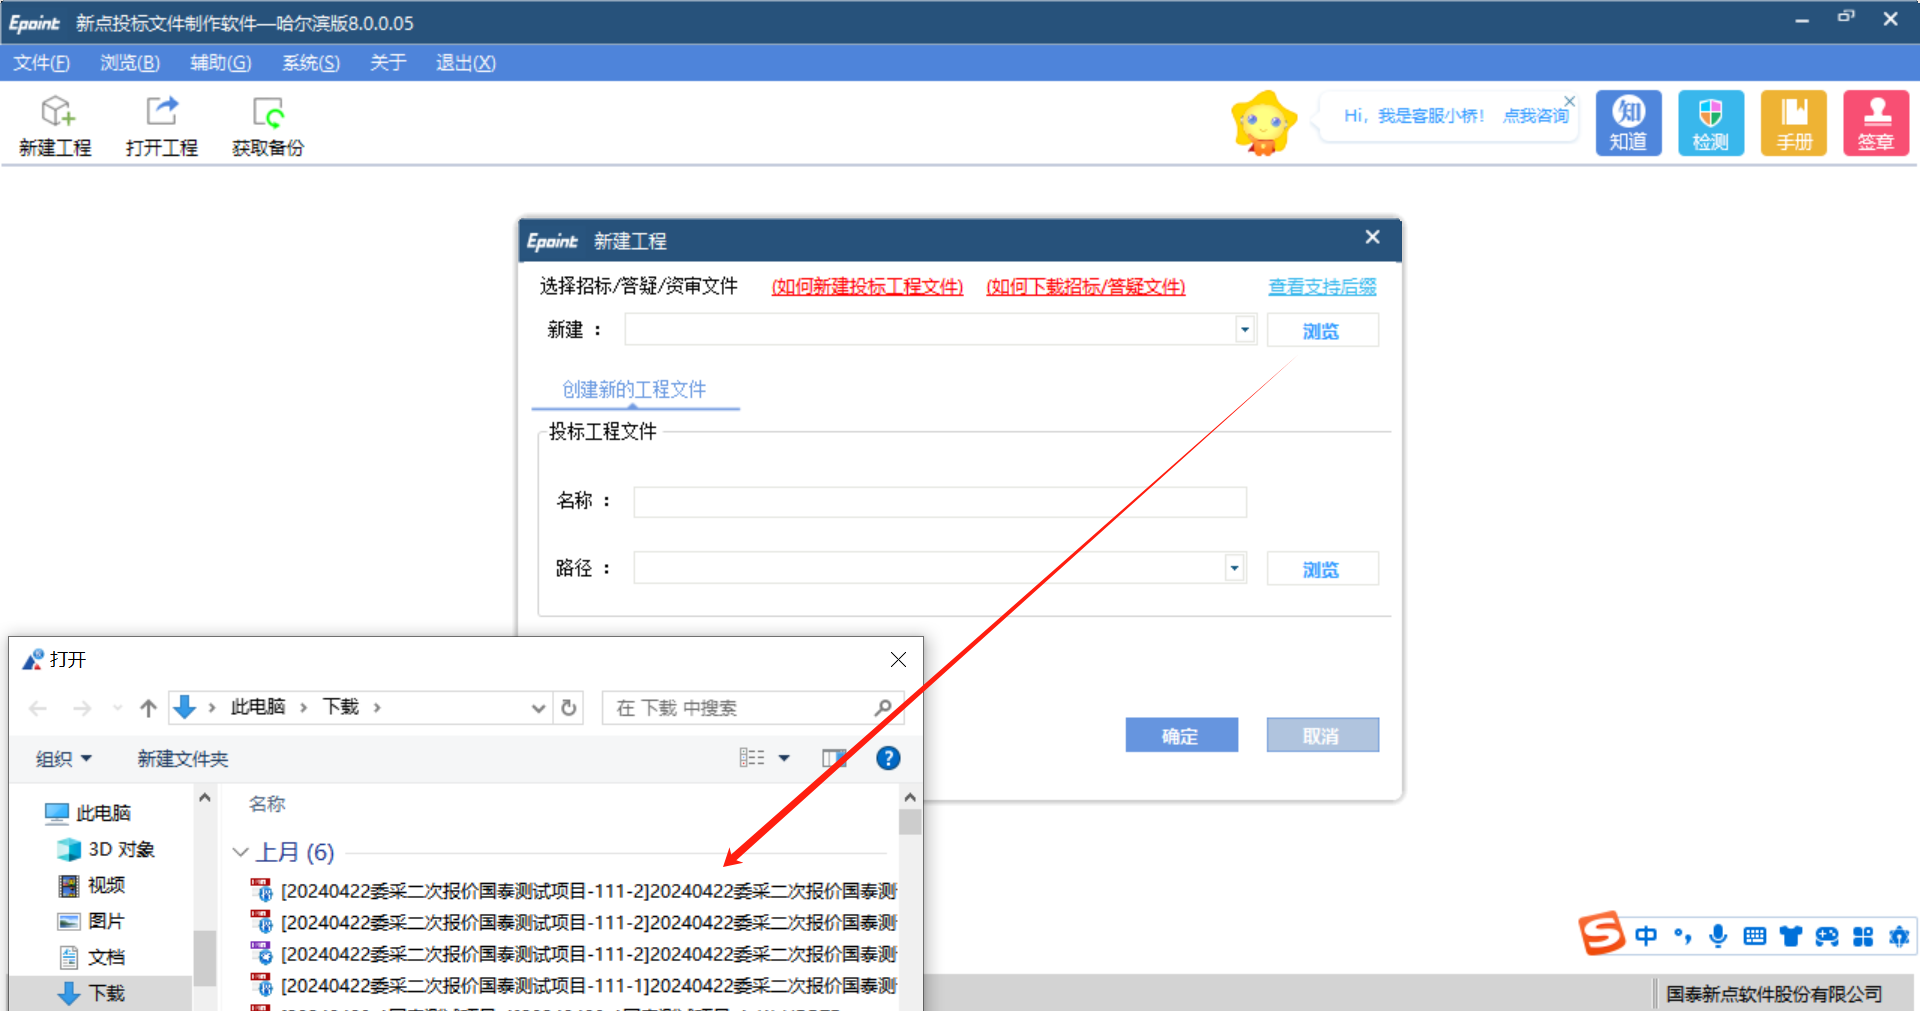 Epoint 新点投标文件制作软件—哈尔滨版8.0.0.05
文件(F) 浏览(B) 辅助(G) 系统(S) 关于 退出(X)
新建工程 打开工程 获取备份
Hi，我是客服小桥！ 点我咨询
知
知道 检测 手册 签章
Epoint 新建工程
选择招标/答疑/资审文件 (如何新建投标工程文件) (如何下载招标/答疑文件) 查看支持后缀
新建 ： 浏览
创建新的工程文件
投标工程文件
名称 ：
路径 ： 浏览
确定 取消
打开
此电脑 下载
在 下载 中搜索
组织 新建文件夹
此电脑
3D 对象
视频
图片
文档
下载
名称
上月 (6)
[20240422委采二次报价国泰测试项目-111-2]20240422委采二次报价国泰测
[20240422委采二次报价国泰测试项目-111-2]20240422委采二次报价国泰测
[20240422委采二次报价国泰测试项目-111-2]20240422委采二次报价国泰测
[20240422委采二次报价国泰测试项目-111-1]20240422委采二次报价国泰测
中
国泰新点软件股份有限公司